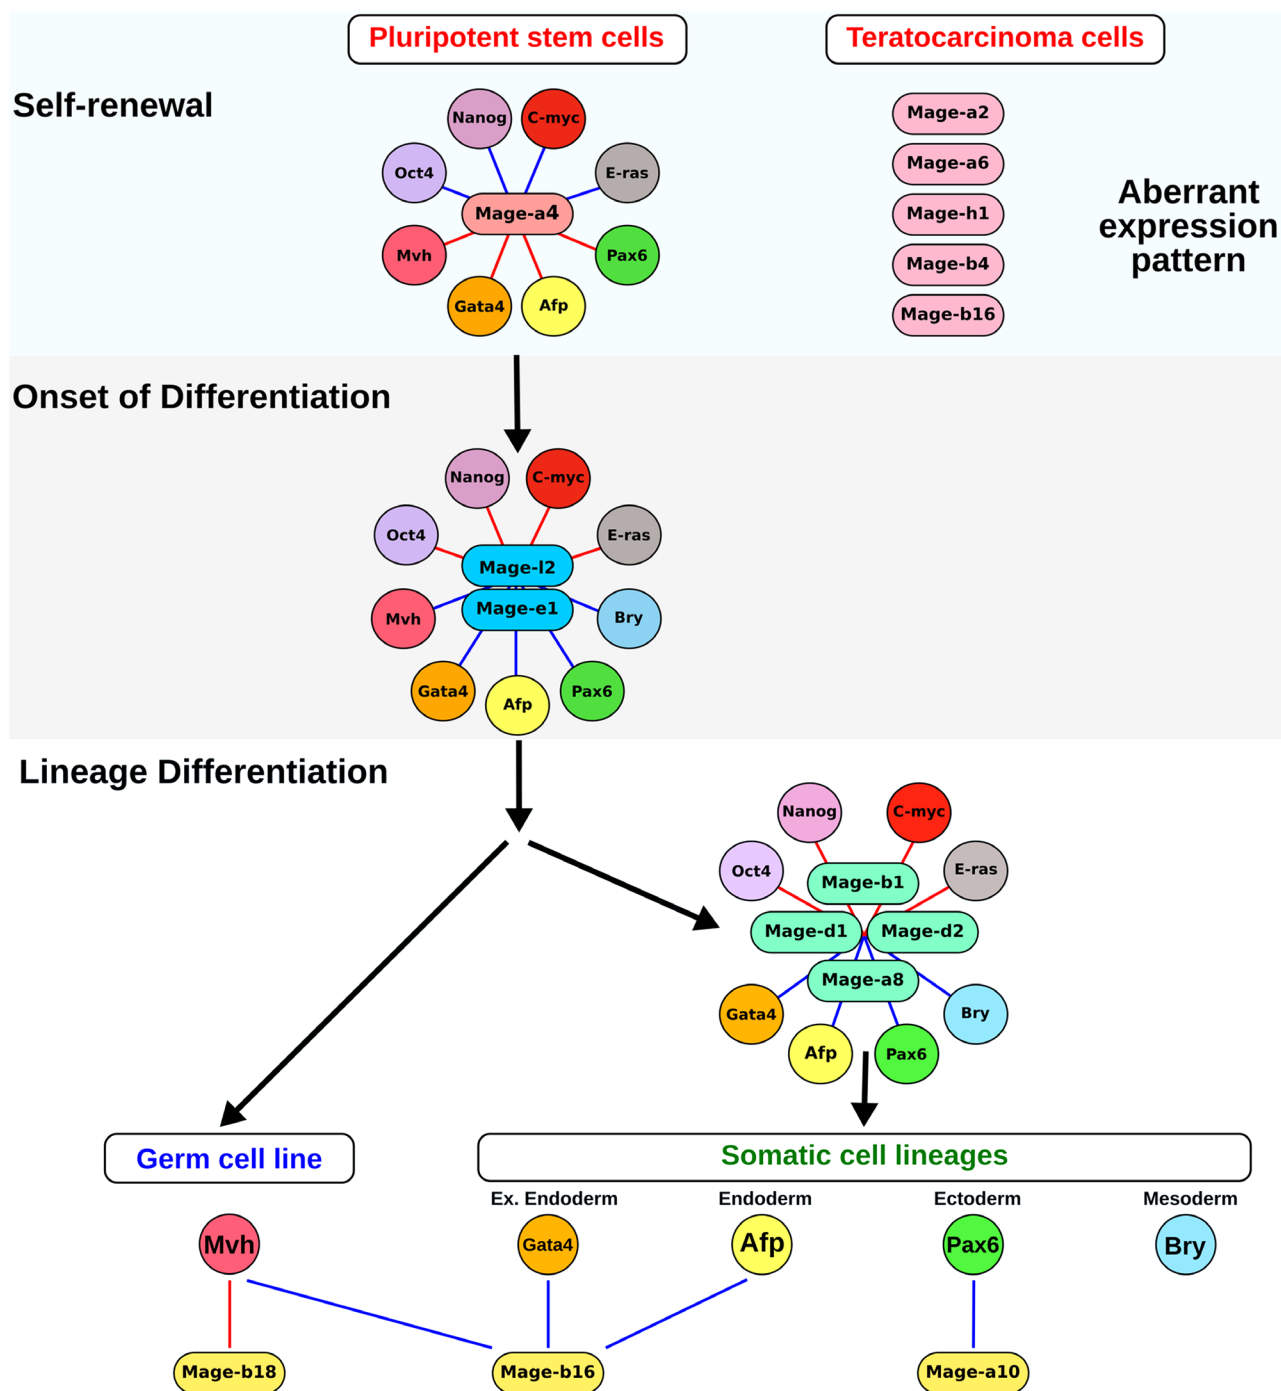 Pluripotent stem cells
Teratocarcinoma cells
Self-renewal
Nanog
C-myc
Oct4
E-ras
Mage-a4
Mvh
Pax6
Gata4
Afp
Mage-a2
Mage-a6
Mage-h1
Mage-b4
Mage-b16
Aberrant
expression
pattern
Onset of Differentiation
Nanog
C-myc
Oct4
E-ras
Mage-l2
Mage-e1
Mvh
Bry
Gata4
Afp
Pax6
Lineage Differentiation
Nanog
C-myc
Oct4
E-ras
Mage-b1
Mage-d1
Mage-d2
Mage-a8
Gata4
Bry
Afp
Pax6
Germ cell line
Somatic cell lineages
Ex. Endoderm
Endoderm
Ectoderm
Mesoderm
Mvh
Gata4
Afp
Pax6
Bry
Mage-b18
Mage-b16
Mage-a10